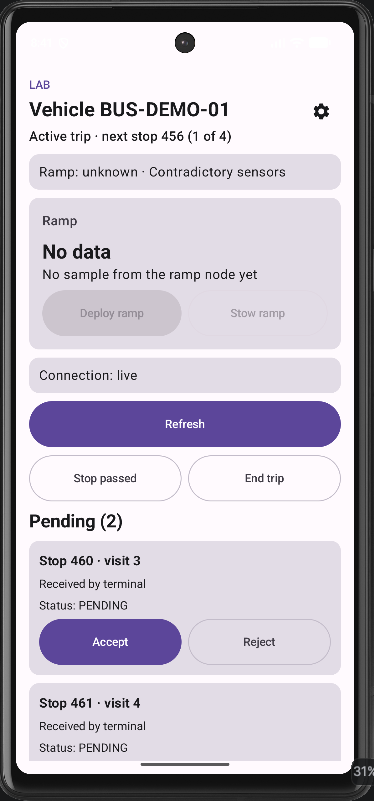 LAB
Vehicle BUS-DEMO-01
Active trip · next stop 456 (1 of 4)
Ramp: unknown · Contradictory sensors
Ramp
No data
No sample from the ramp node yet
Deploy ramp
Stow ramp
Connection: live
Refresh
Stop passed
End trip
Pending (2)
Stop 460 · visit 3
Received by terminal
Status: PENDING
Accept
Reject
Stop 461 · visit 4
Received by terminal
Status: PENDING
31%